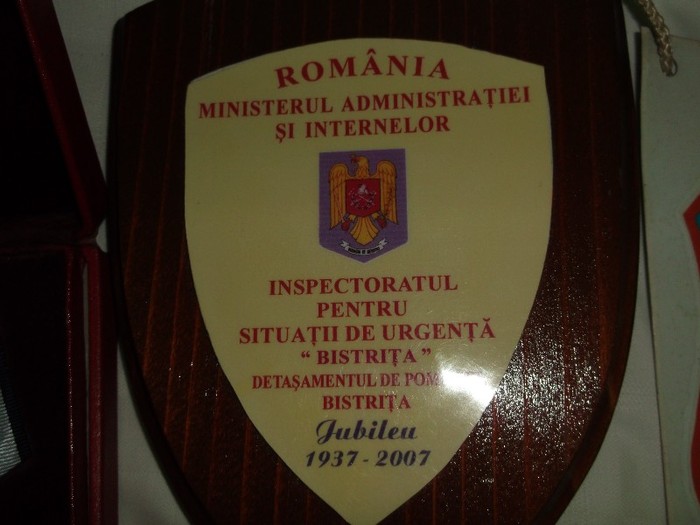 ROMÂNIA
MINISTERUL ADMINISTRAŢIEI
ŞI INTERNELOR
INSPECTORATUL
PENTRU
SITUAŢII DE URGENŢĂ
“ BISTRIŢA ”
DETAŞAMENTUL DE
BISTRIŢA
Jubileu
1937 - 2007